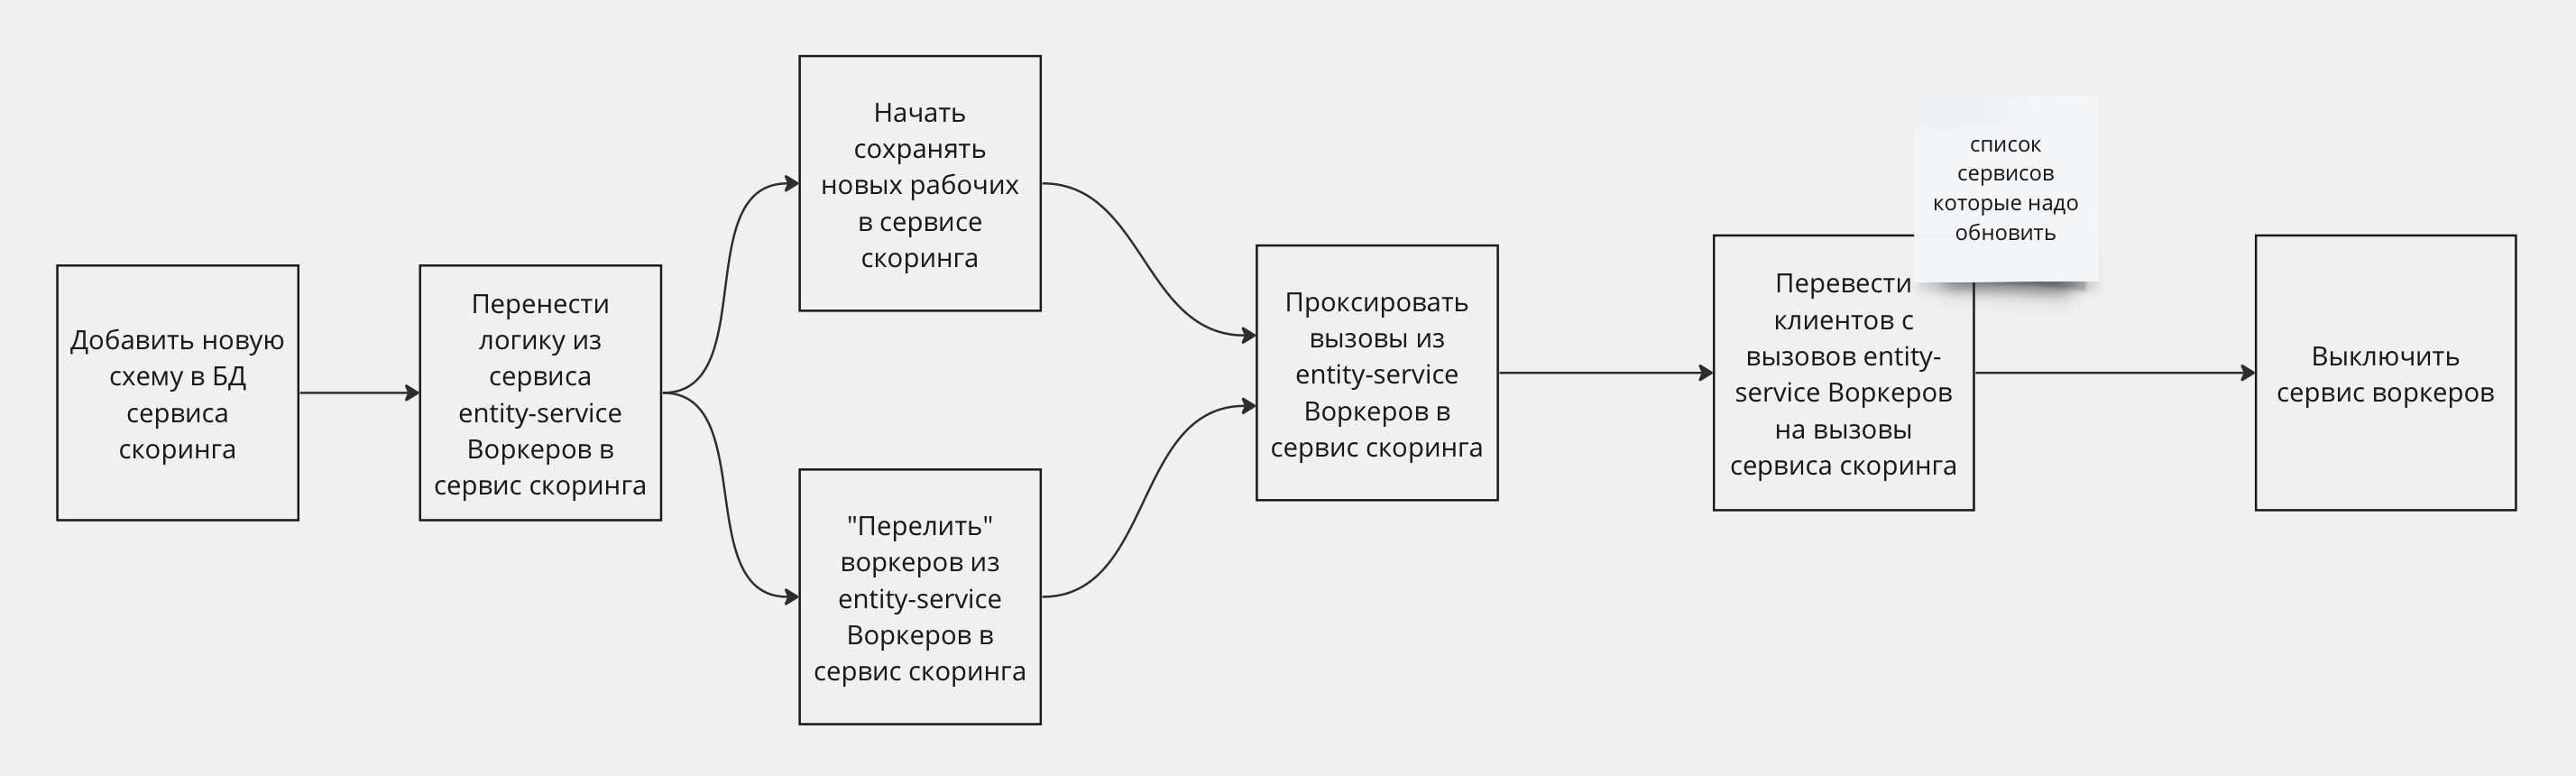 Добавить новую
схему в БД
сервиса
скоринга
Перенести
логику из
сервиса
entity-service
Воркеров в
сервис скоринга
Начать
сохранять
новых рабочих
в сервисе
скоринга
"Перелить"
воркеров из
entity-service
Воркеров в
сервис скоринга
Проксировать
вызовы из
entity-service
Воркеров в
сервис скоринга
список
сервисов
которые надо
обновить
Перевести
клиентов с
вызовов entity-
service Воркеров
на вызовы
сервиса скоринга
Выключить
сервис воркеров